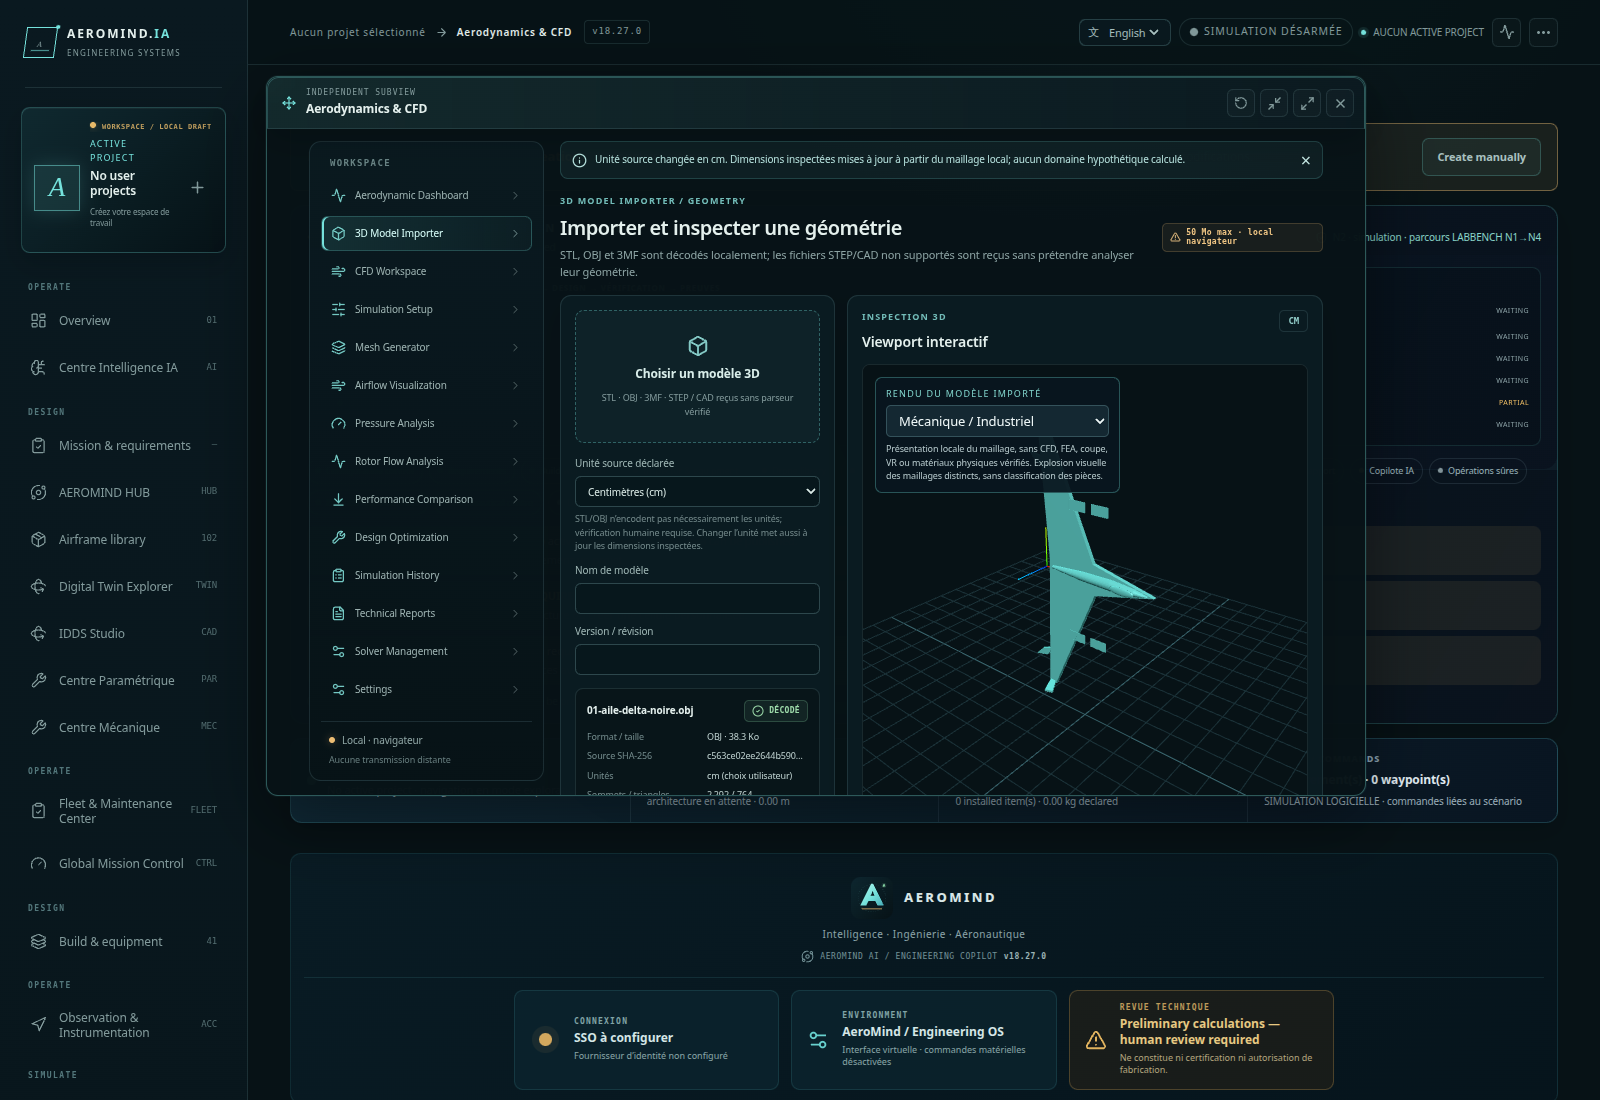 AEROMIND.IA
ENGINEERING SYSTEMS
WORKSPACE / LOCAL DRAFT
ACTIVE
PROJECT
A
No user
projects
Créez votre espace de
travail
OPERATE
Overview 01
Centre Intelligence IA AI
DESIGN
Mission & requirements —
AEROMIND HUB HUB
Airframe library 102
Digital Twin Explorer TWIN
IDDS Studio CAD
Centre Paramétrique PAR
Centre Mécanique MEC
OPERATE
Fleet & Maintenance
Center FLEET
Global Mission Control CTRL
DESIGN
Build & equipment 41
OPERATE
Observation &
Instrumentation ACC
SIMULATE
Aucun projet sélectionné → Aerodynamics & CFD v18.27.0
English
SIMULATION DÉSARMÉE
AUCUN ACTIVE PROJECT
INDEPENDENT SUBVIEW
Aerodynamics & CFD
WORKSPACE
Aerodynamic Dashboard
3D Model Importer
CFD Workspace
Simulation Setup
Mesh Generator
Airflow Visualization
Pressure Analysis
Rotor Flow Analysis
Performance Comparison
Design Optimization
Simulation History
Technical Reports
Solver Management
Settings
Local · navigateur
Aucune transmission distante
Unité source changée en cm. Dimensions inspectées mises à jour à partir du maillage local; aucun domaine hypothétique calculé.
3D MODEL IMPORTER / GEOMETRY
Importer et inspecter une géométrie
STL, OBJ et 3MF sont décodés localement; les fichiers STEP/CAD non supportés sont reçus sans prétendre analyser
leur géométrie.
50 Mo max · local
navigateur
Choisir un modèle 3D
STL · OBJ · 3MF · STEP / CAD reçus sans parseur
vérifié
Unité source déclarée
Centimètres (cm)
STL/OBJ n'encodent pas nécessairement les unités;
vérification humaine requise. Changer l'unité met aussi à
jour les dimensions inspectées.
Nom de modèle
Version / révision
01-aile-delta-noire.obj
DÉCODÉ
Format / taille OBJ · 38.3 Ko
Source SHA-256 c563ce02ee2644b590...
Unités cm (choix utilisateur)
Sommets / triangles 2 292 / 764
INSPECTION 3D
Viewport interactif
CM
RENDU DU MODÈLE IMPORTÉ
Mécanique / Industriel
Présentation locale du maillage, sans CFD, FEA, coupe,
VR ou matériaux physiques vérifiés. Explosion visuelle
des maillages distincts, sans classification des pièces.
Create manually
mulation · parcours LABBENCH N1→N4
WAITING
WAITING
WAITING
WAITING
PARTIAL
WAITING
Copilote IA
Opérations sûres
· 0 waypoint(s)
architecture en attente · 0.00 m
0 installed item(s) · 0.00 kg declared
SIMULATION LOGICIELLE · commandes liées au scénario
AEROMIND
Intelligence · Ingénierie · Aéronautique
AEROMIND AI / ENGINEERING COPILOT v18.27.0
CONNEXION
SSO à configurer
Fournisseur d'identité non configuré
ENVIRONMENT
AeroMind / Engineering OS
Interface virtuelle · commandes matérielles
désactivées
REVUE TECHNIQUE
Preliminary calculations —
human review required
Ne constitue ni certification ni autorisation de
fabrication.